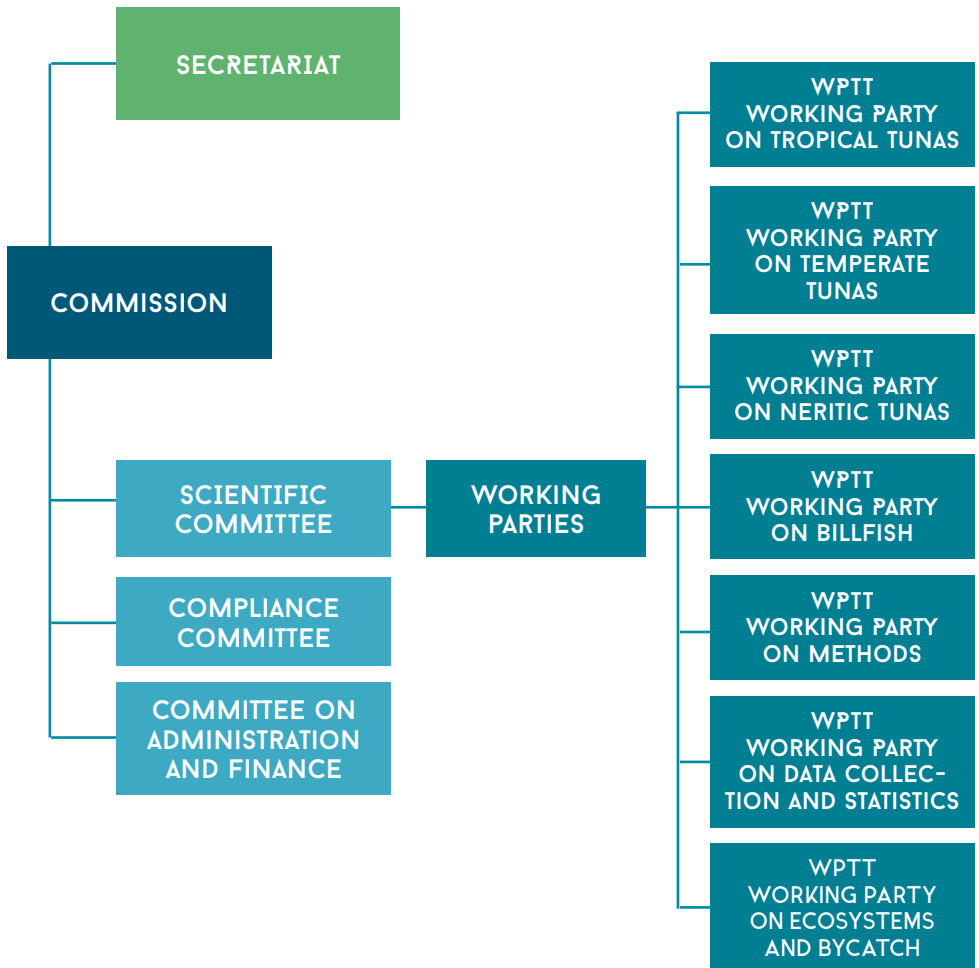 SECRETARIAT
COMMISSION
SCIENTIFIC
COMMITTEE
COMPLIANCE
COMMITTEE
COMMITTEE ON
ADMINISTRATION
AND FINANCE
WORKING
PARTIES
WPTT
WORKING PARTY
ON TROPICAL TUNAS
WPTT
WORKING PARTY
ON TEMPERATE
TUNAS
WPTT
WORKING PARTY
ON NERITIC TUNAS
WPTT
WORKING PARTY
ON BILLFISH
WPTT
WORKING PARTY
ON METHODS
WPTT
WORKING PARTY
ON DATA COLLEC-
TION AND STATISTICS
WPTT
WORKING PARTY
ON ECOSYSTEMS
AND BYCATCH